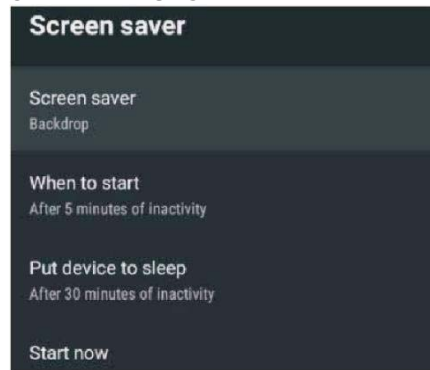 Screen saver
Screen saver
Backdrop
When to start
After 5 minutes of inactivity
Put device to sleep
After 30 minutes of inactivity
Start now